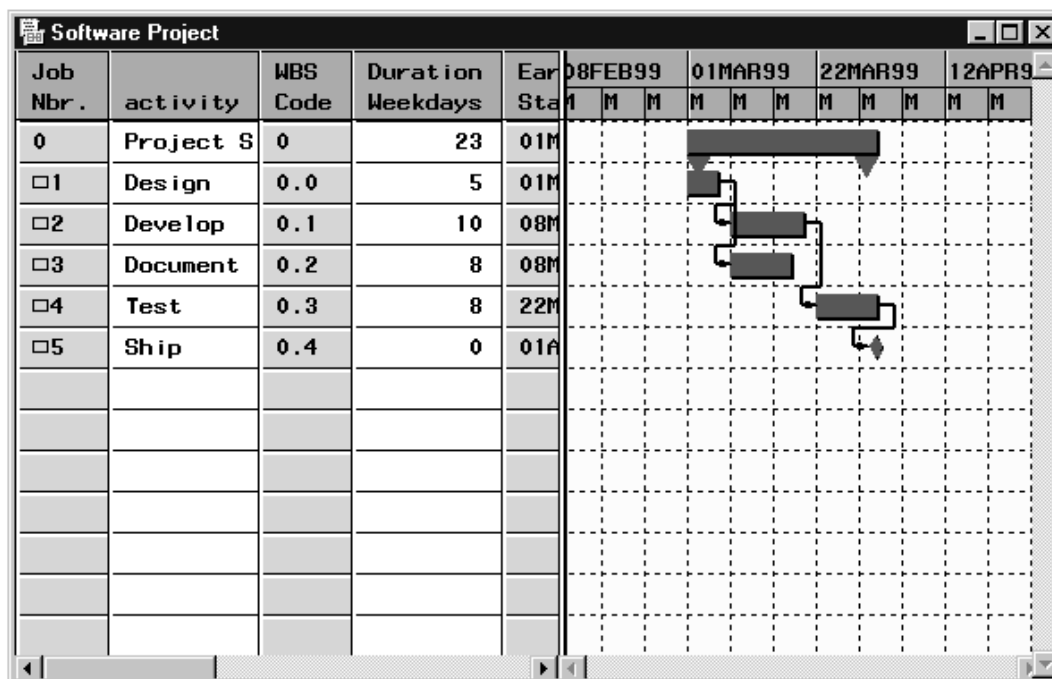 Software Project
Job Nbr. activity WBS Code Duration Weekdays Ear Sta 08FEB99 01MAR99 22MAR99 12APR9
M M M M M M M M M M
0 Project S 0 23 01M
1 Design 0.0 5 01M
2 Develop 0.1 10 08M
3 Document 0.2 8 08M
4 Test 0.3 8 22M
5 Ship 0.4 0 01A